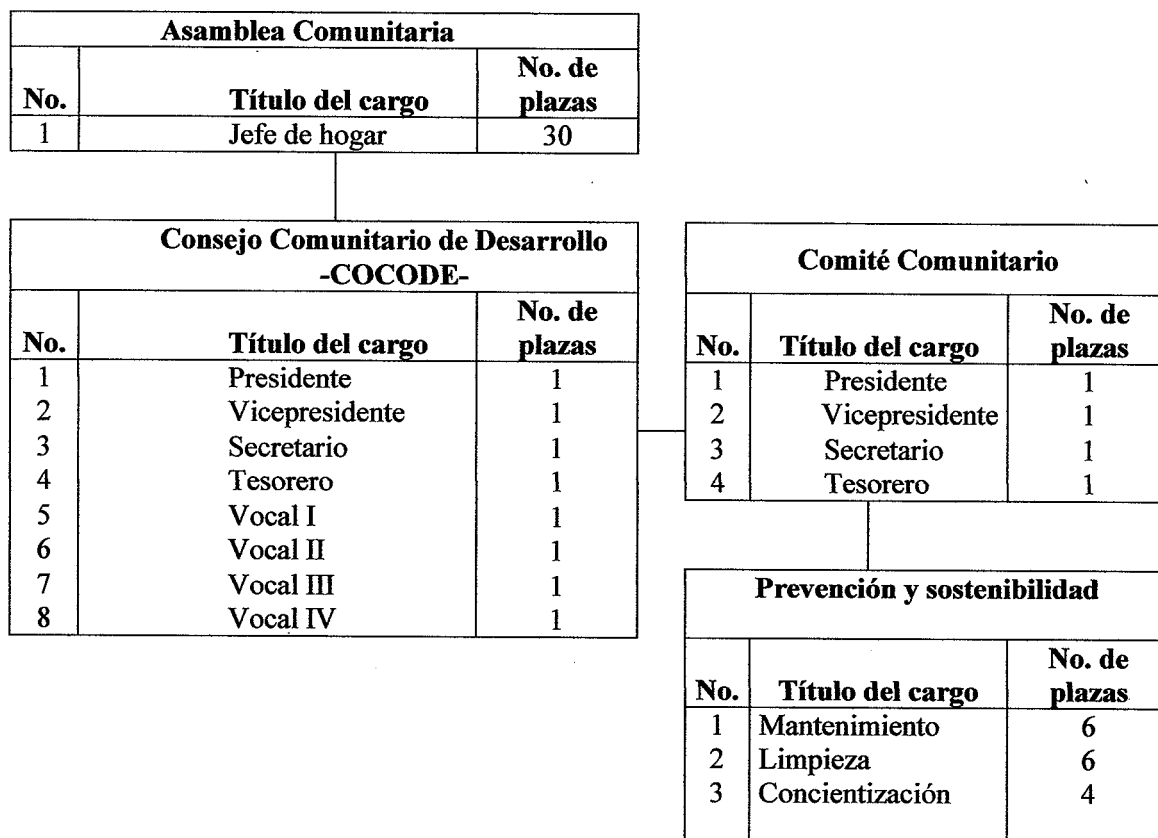 Asamblea Comunitaria
No. Título del cargo No. de plazas
1 Jefe de hogar 30
Consejo Comunitario de Desarrollo
-COCODE-
No. Título del cargo No. de plazas
1 Presidente 1
2 Vicepresidente 1
3 Secretario 1
4 Tesorero 1
5 Vocal I 1
6 Vocal II 1
7 Vocal III 1
8 Vocal IV 1
Comité Comunitario
No. Título del cargo No. de plazas
1 Presidente 1
2 Vicepresidente 1
3 Secretario 1
4 Tesorero 1
Prevención y sostenibilidad
No. Título del cargo No. de plazas
1 Mantenimiento 6
2 Limpieza 6
3 Concientización 4